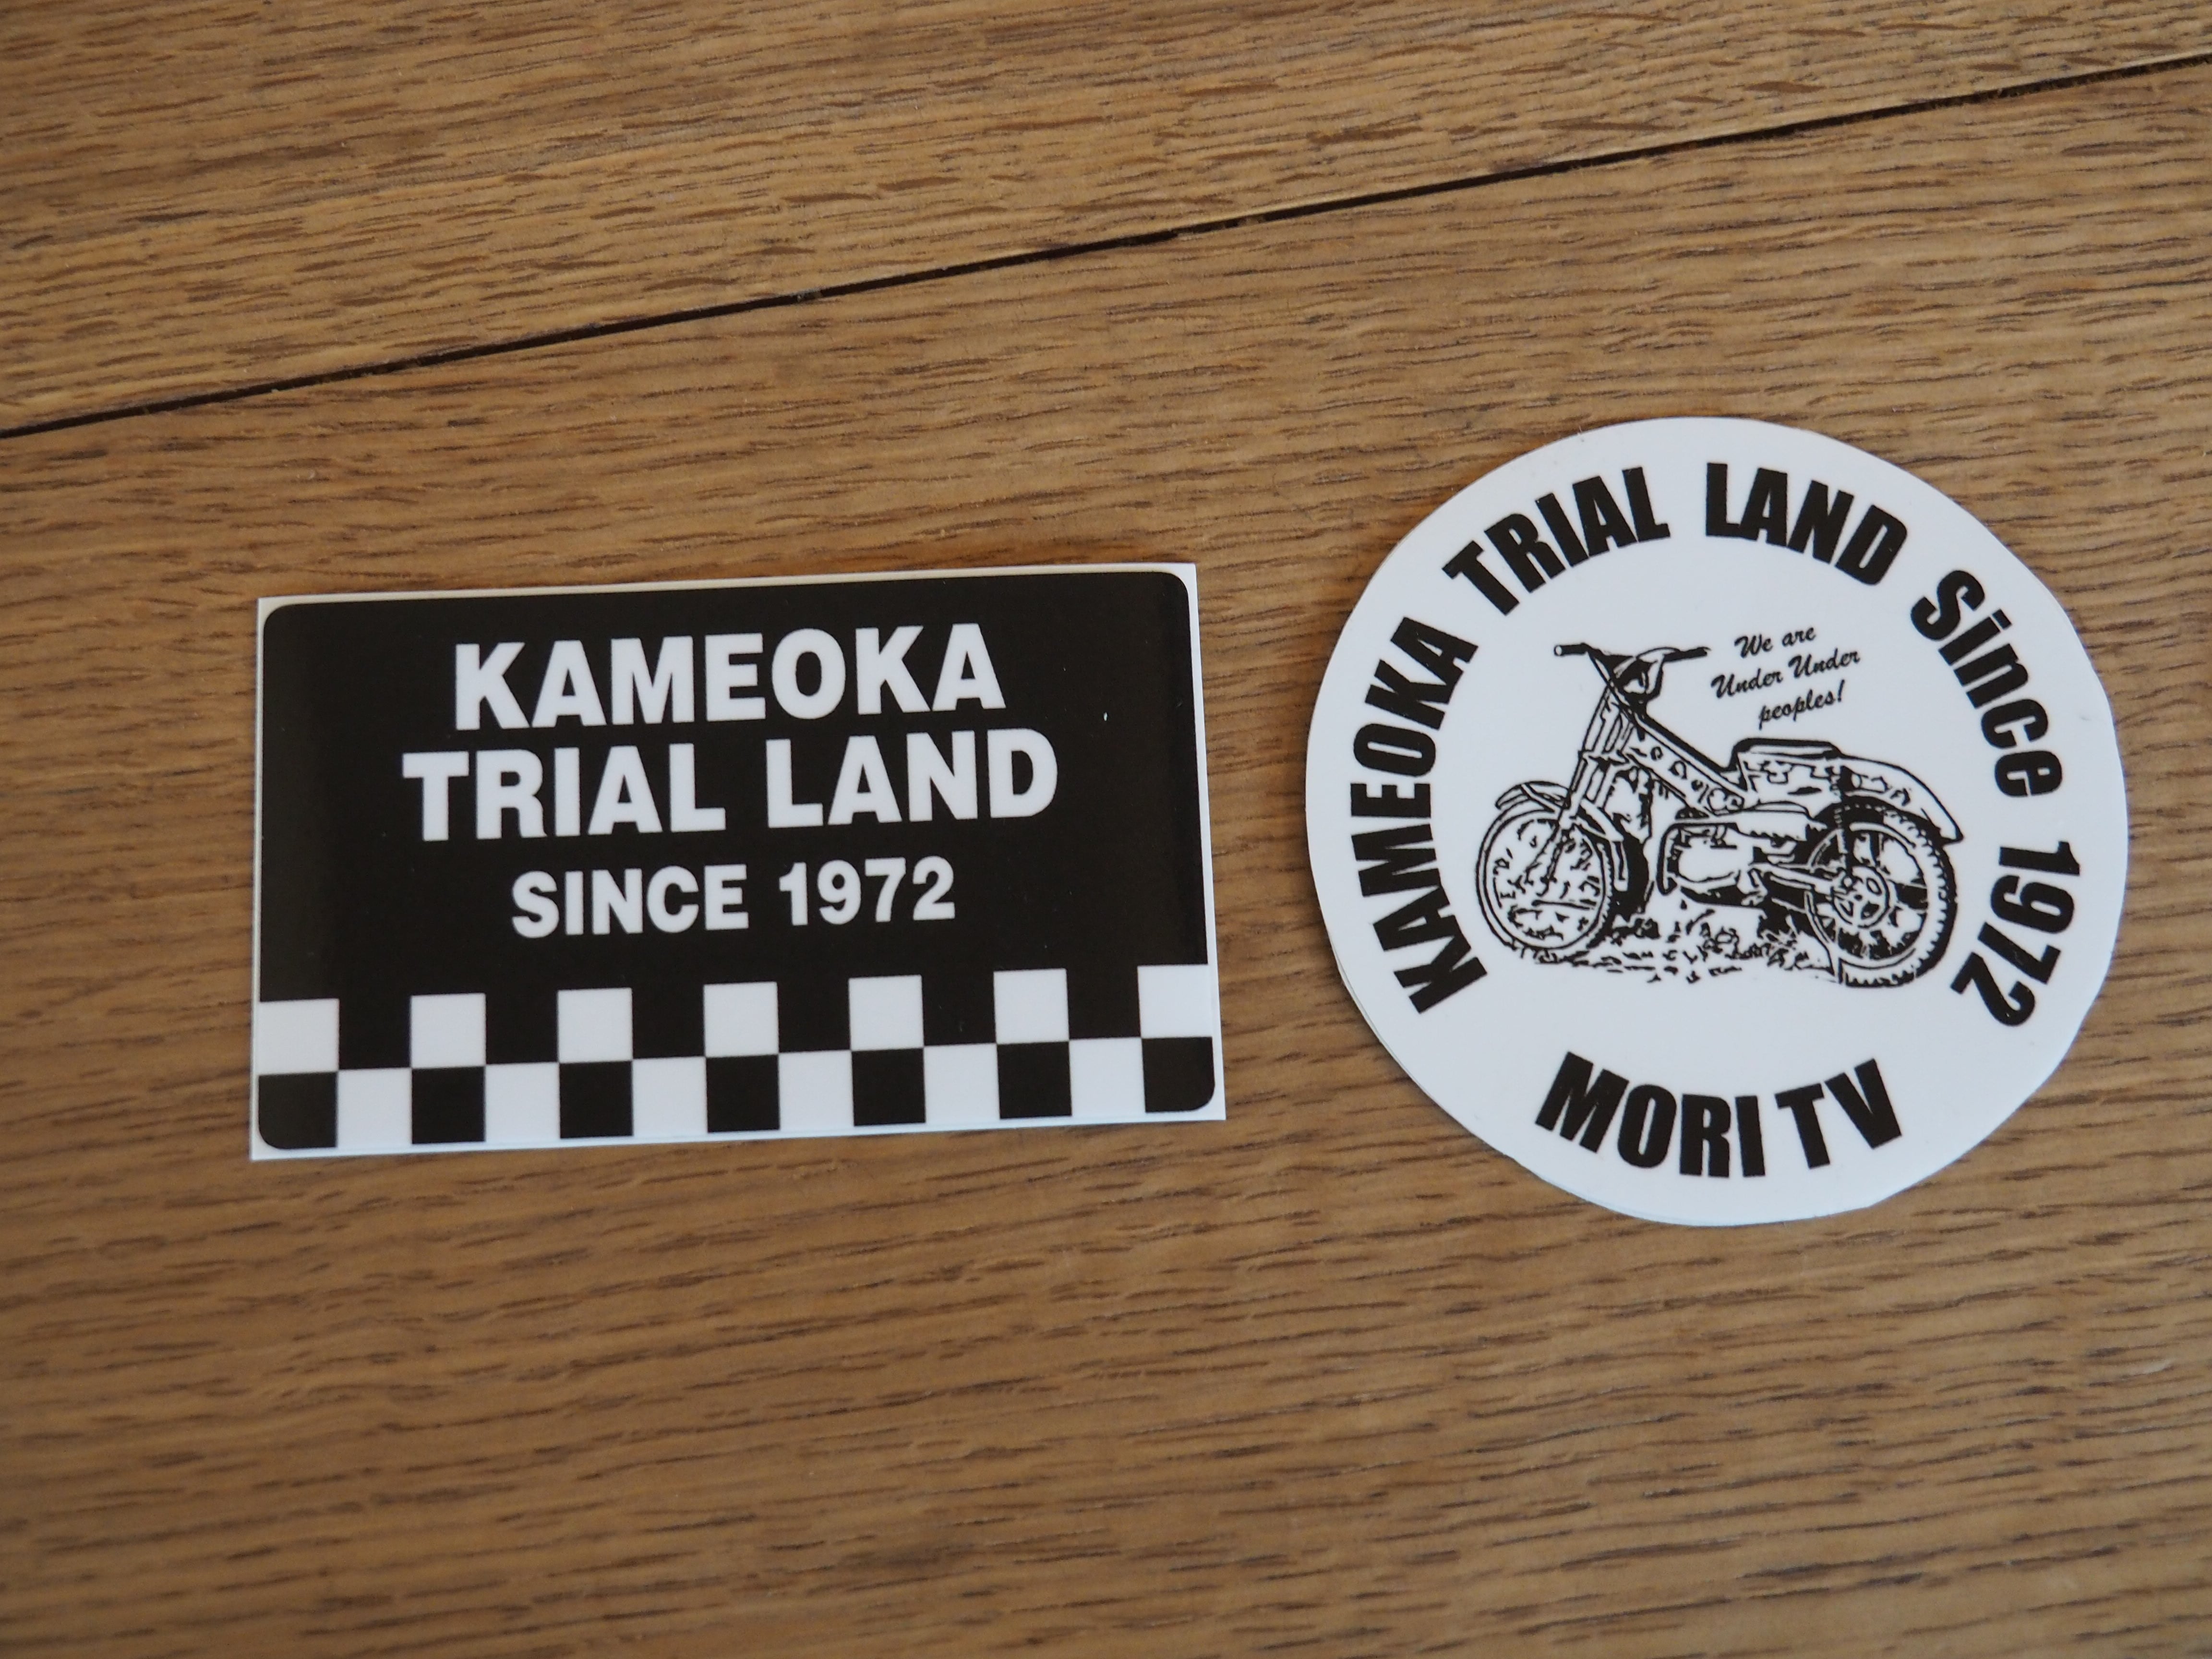 KAMEOKA
TRIAL LAND
SINCE 1972
KAMEOKA TRIAL LAND Since 1972
We are
Under Under
peoples!
MORI TV